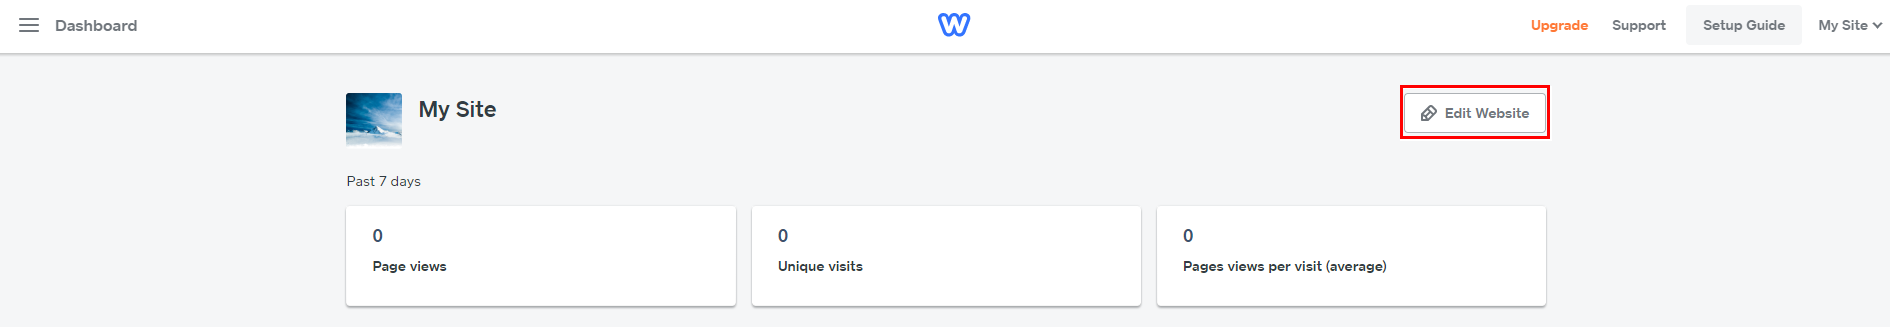 Dashboard
W
Upgrade
Support
Setup Guide
My Site
My Site
Edit Website
Past 7 days
0
Page views
0
Unique visits
0
Pages views per visit (average)